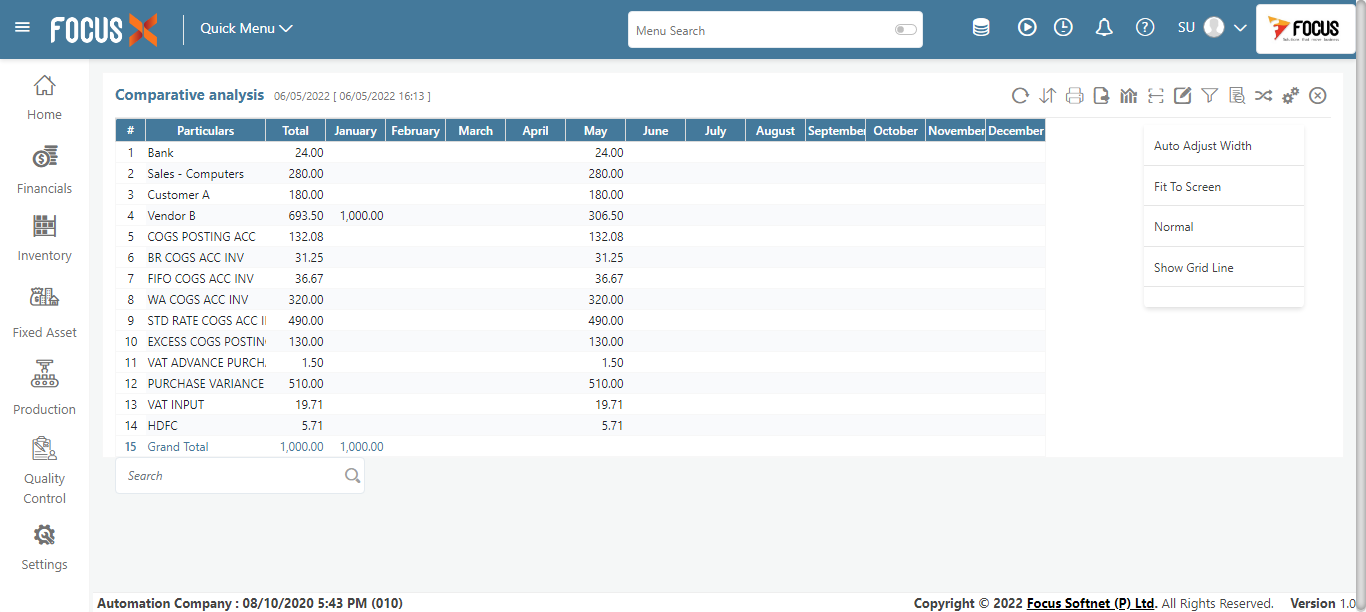 FOCUS X Quick Menu Menu Search SU FOCUS
Home
Financials
Inventory
Fixed Asset
Production
Quality
Control
Settings
Comparative analysis 06/05/2022 [ 06/05/2022 16:13 ]
# Particulars Total January February March April May June July August September October November December
1 Bank 24.00 24.00
2 Sales - Computers 280.00 280.00
3 Customer A 180.00 180.00
4 Vendor B 693.50 1,000.00 306.50
5 COGS POSTING ACC 132.08 132.08
6 BR COGS ACC INV 31.25 31.25
7 FIFO COGS ACC INV 36.67 36.67
8 WA COGS ACC INV 320.00 320.00
9 STD RATE COGS ACC I 490.00 490.00
10 EXCESS COGS POSTIN 130.00 130.00
11 VAT ADVANCE PURCH. 1.50 1.50
12 PURCHASE VARIANCE 510.00 510.00
13 VAT INPUT 19.71 19.71
14 HDFC 5.71 5.71
15 Grand Total 1,000.00 1,000.00
Auto Adjust Width
Fit To Screen
Normal
Show Grid Line
Search
Automation Company : 08/10/2020 5:43 PM (010) Copyright © 2022 Focus Softnet (P) Ltd. All Rights Reserved. Version 1.0